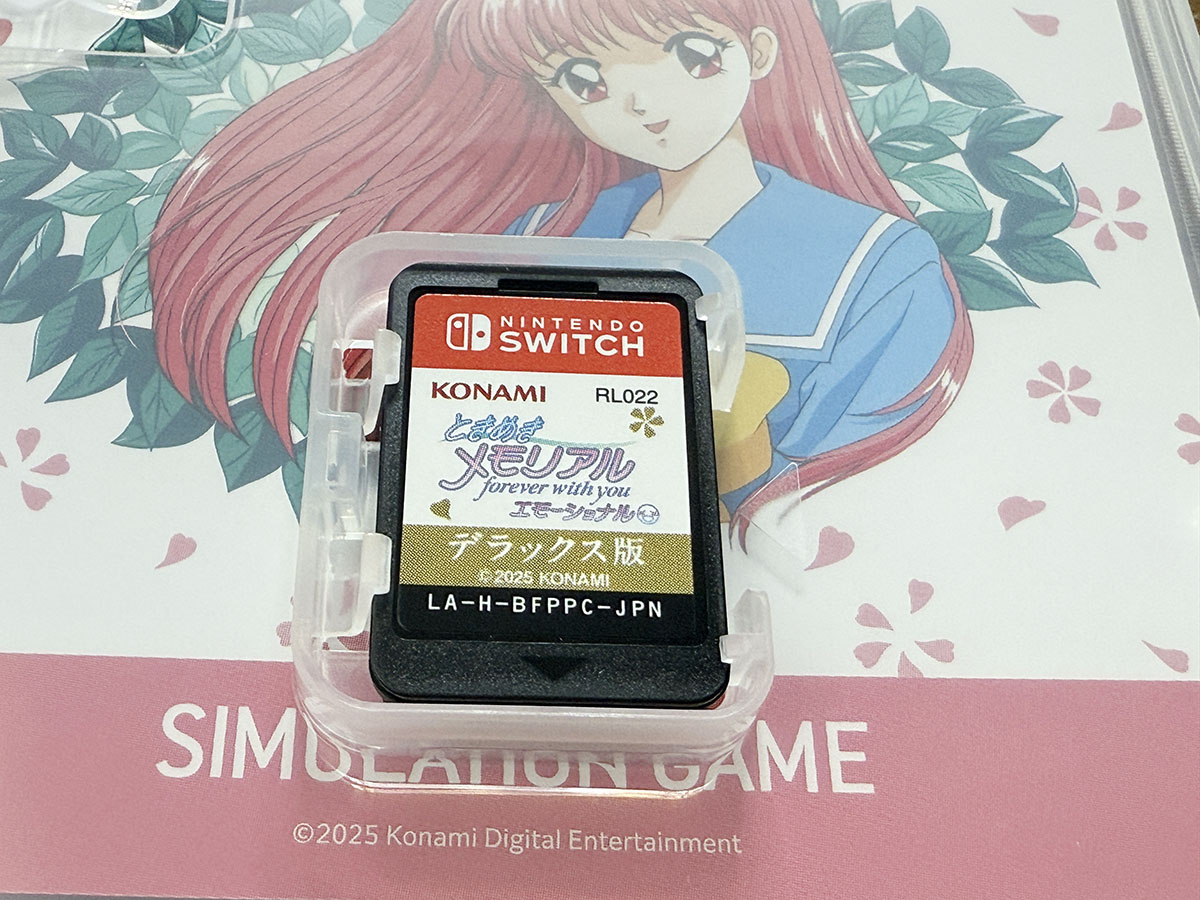 NINTENDO
SWITCH
KONAMI RL022
ときめき
メモリアル
forever with you
エモーショナル
デラックス版
©2025 KONAMI
LA-H-BFPPC-JPN
SIMULATION GAME
©2025 Konami Digital Entertainment